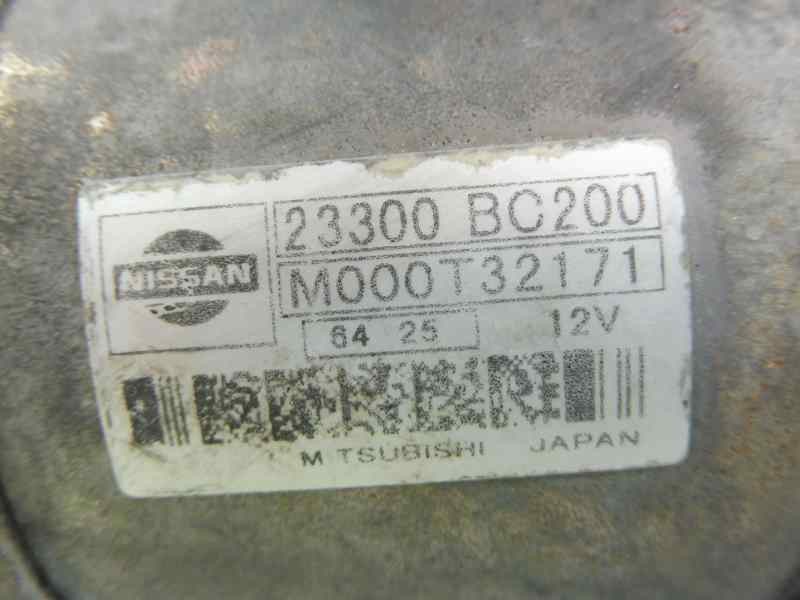 NISSAN
23300 BC200
M000T32171
64 25
12V
MITSUBISHI JAPAN